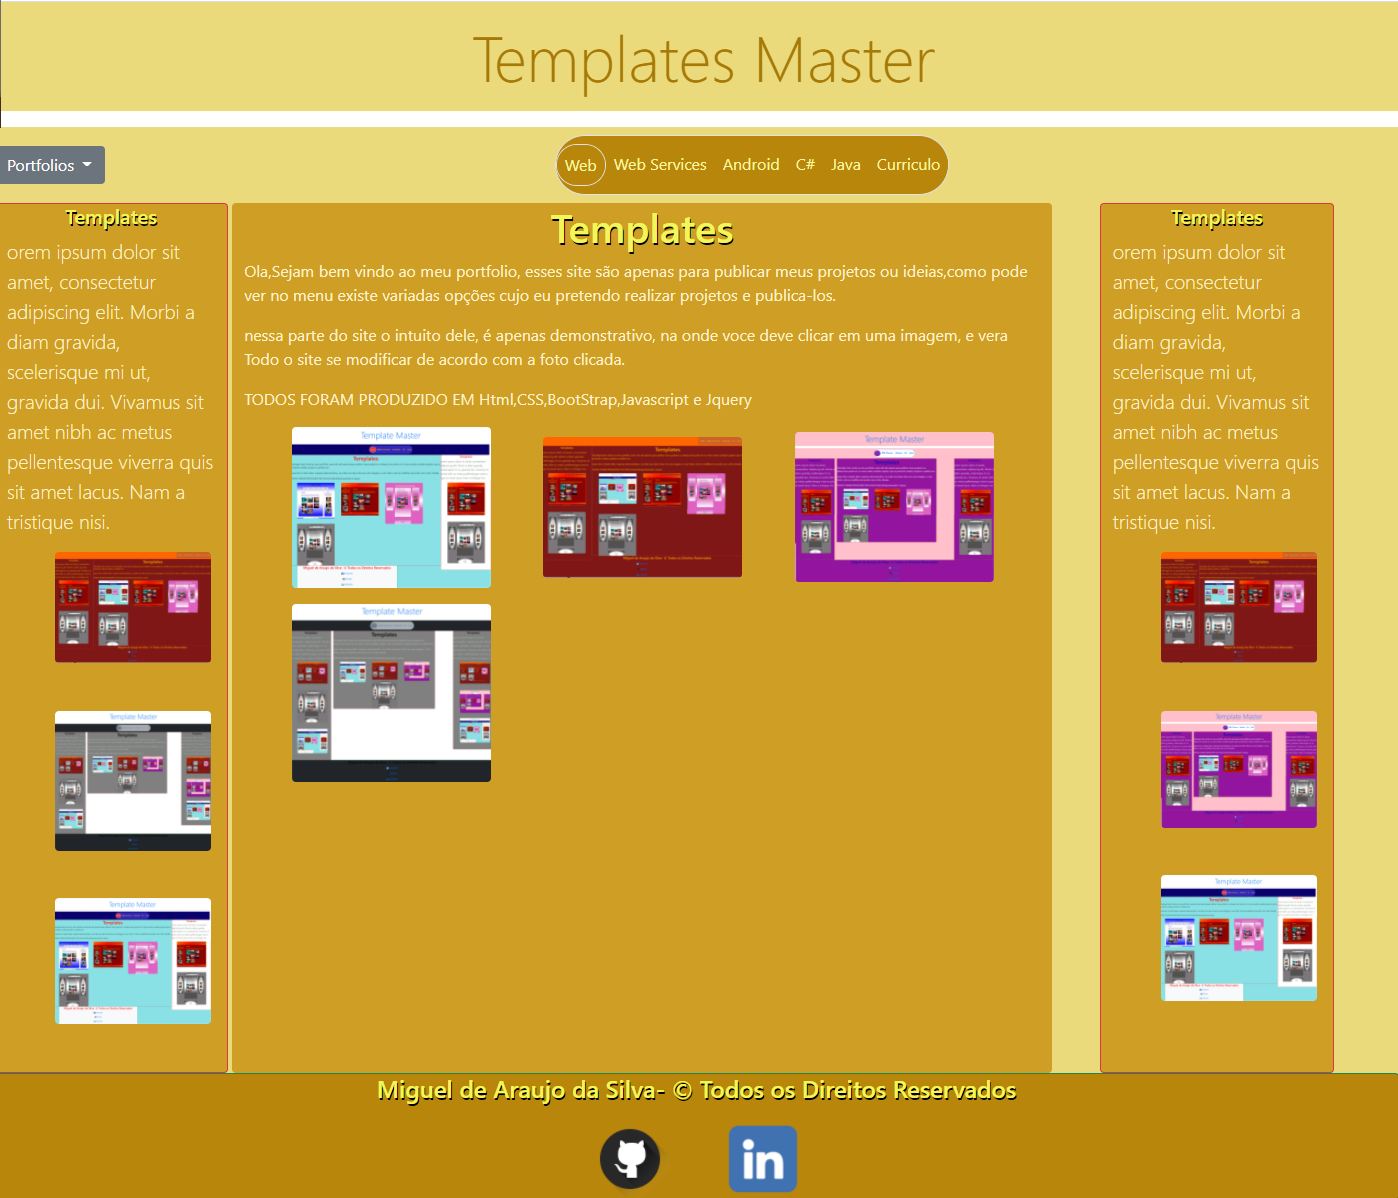 Templates Master
Portfolios
Web Web Services Android C# Java Curriculo
Templates
orem ipsum dolor sit
amet, consectetur
adipiscing elit. Morbi a
diam gravida,
scelerisque mi ut,
gravida dui. Vivamus sit
amet nibh ac metus
pellentesque viverra quis
sit amet lacus. Nam a
tristique nisi.
Template Master
Template Master
Templates
Templates
Ola,Sejam bem vindo ao meu portfolio, esses site são apenas para publicar meus projetos ou ideias,como pode
ver no menu existe variadas opções cujo eu pretendo realizar projetos e publica-los.
nessa parte do site o intuito dele, é apenas demonstrativo, na onde voce deve clicar em uma imagem, e vera
Todo o site se modificar de acordo com a foto clicada.
TODOS FORAM PRODUZIDO EM Html,CSS,BootStrap,Javascript e Jquery
Template Master
Templates
Templates
Template Master
Template Master
Templates
Templates
orem ipsum dolor sit
amet, consectetur
adipiscing elit. Morbi a
diam gravida,
scelerisque mi ut,
gravida dui. Vivamus sit
amet nibh ac metus
pellentesque viverra quis
sit amet lacus. Nam a
tristique nisi.
Template Master
Template Master
Templates
Miguel de Araujo da Silva- © Todos os Direitos Reservados
in